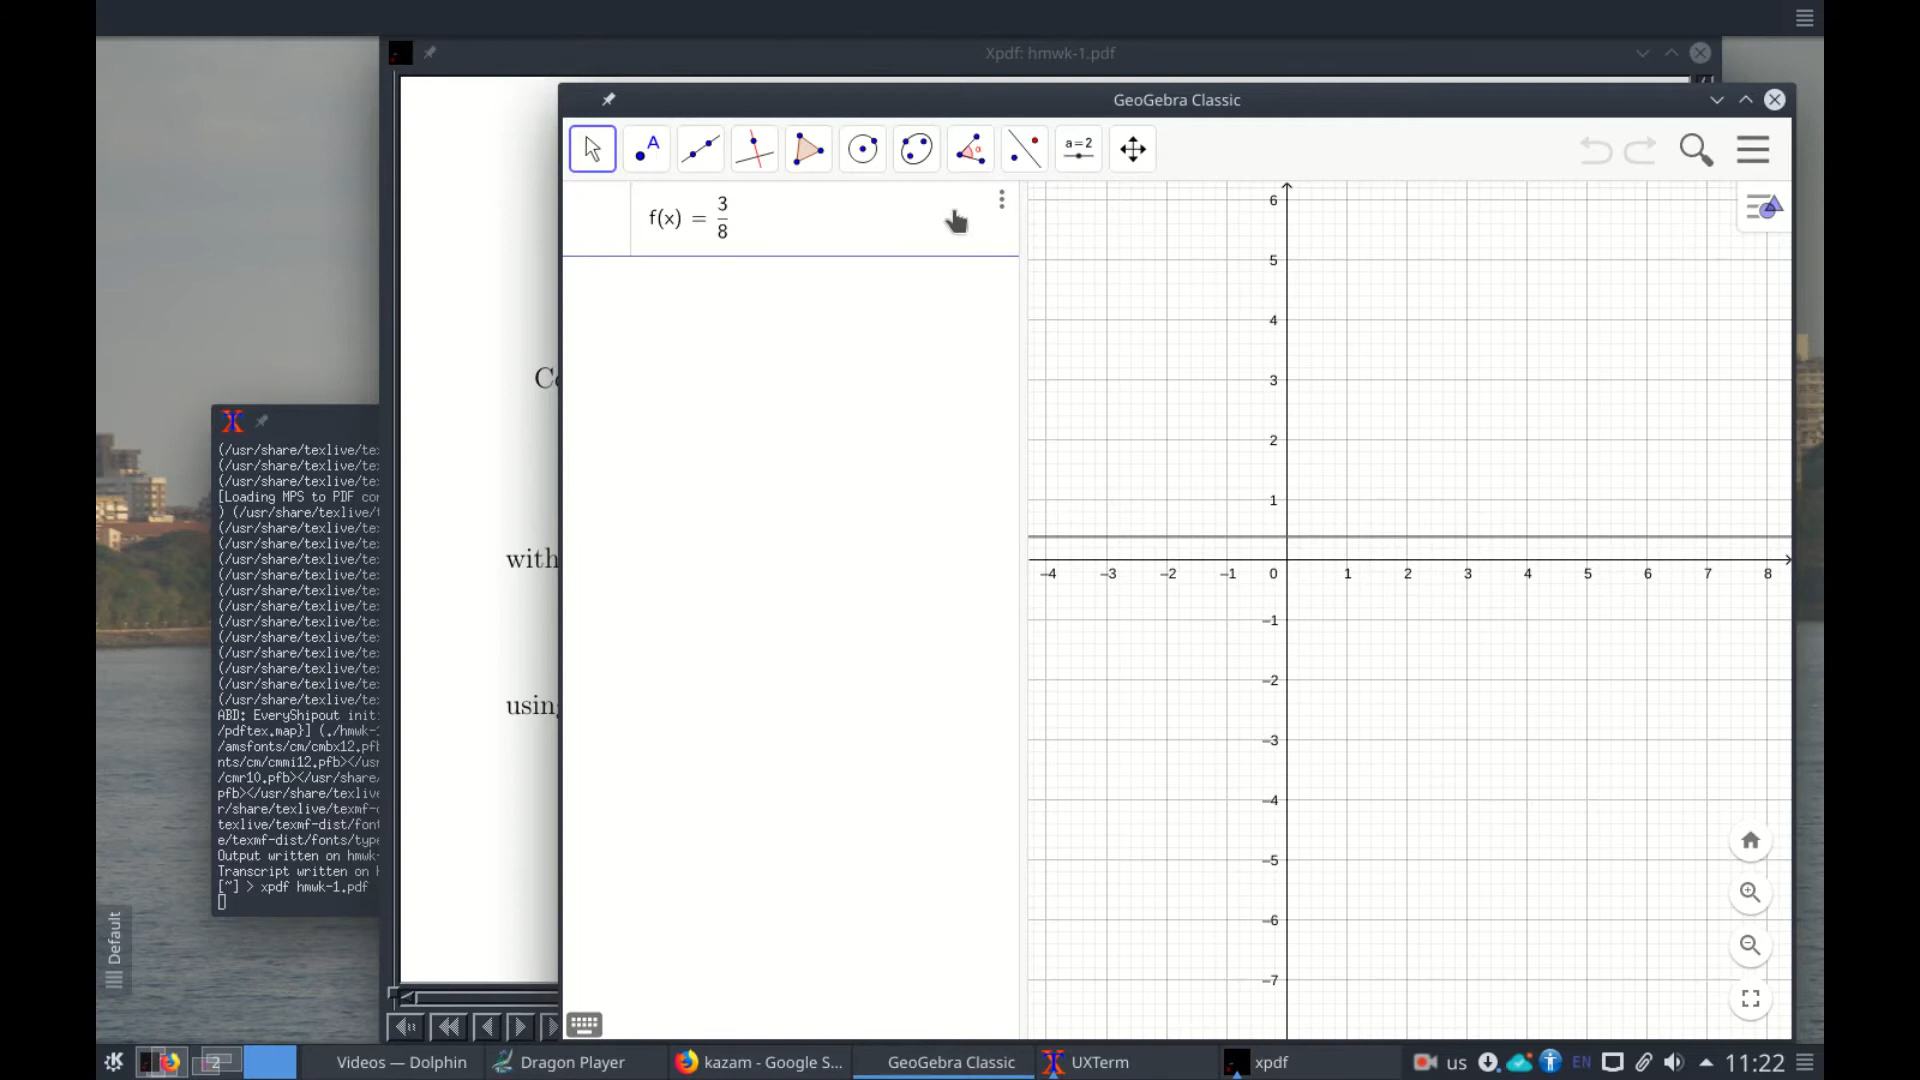 Xpdf: hmwk-1.pdf
GeoGebra Classic
A
α
a=2
f(x) = 3/8
6
5
4
3
2
1
–4 –3 –2 –1 0 1 2 3 4 5 6 7 8
–1
–2
–3
–4
–5
–6
–7
with
using
(/usr/share/texlive/te
(/usr/share/texlive/te
(/usr/share/texlive/te
[Loading MPS to PDF co
) (/usr/share/texlive/
(/usr/share/texlive/te
(/usr/share/texlive/te
(/usr/share/texlive/te
(/usr/share/texlive/te
(/usr/share/texlive/te
(/usr/share/texlive/te
(/usr/share/texlive/te
(/usr/share/texlive/te
(/usr/share/texlive/te
(/usr/share/texlive/te
(/usr/share/texlive/te
(/usr/share/texlive/te
ABD: EveryShipout init
/pdftex.map}] (./hmwk-
/amsfonts/cm/cmbx12.pf
nts/cm/cmmi12.pfb></us
/cmr10.pfb></usr/share/
pfb></usr/share/texlive
r/share/texlive/texmf-
texlive/texmf-dist/fon
e/texmf-dist/fonts/type
Output written on hmwk-
Transcript written on
[~] > xpdf hmwk-1.pdf
Default
2
Videos — Dolphin
Dragon Player
kazam - Google S...
GeoGebra Classic
UXTerm
xpdf
us
EN
11:22